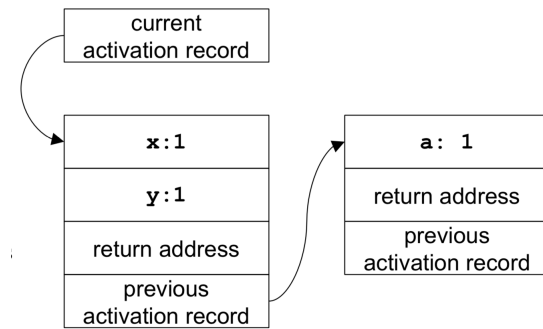 current
activation record
x:1
y:1
return address
previous
activation record
a: 1
return address
previous
activation record